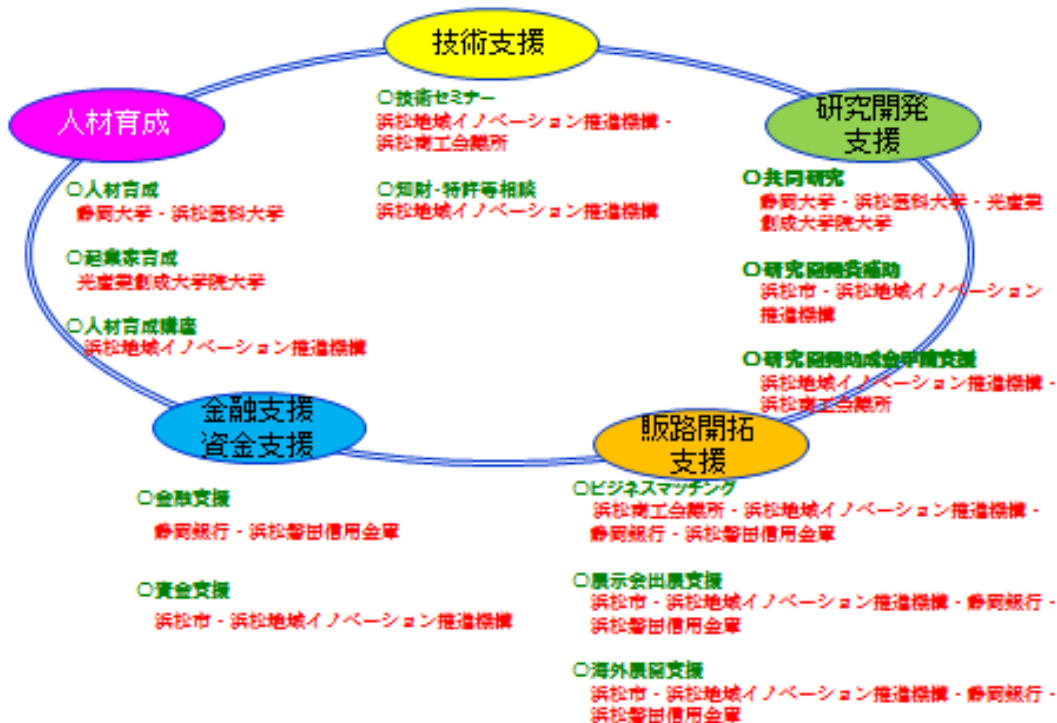 技術支援
○技術セミナー
浜松地域イノベーション推進機構・
浜松商工会議所
○知財・特許等相談
浜松地域イノベーション推進機構
人材育成
○人材育成
静岡大学・浜松医科大学
○起業家育成
光産業創成大学院大学
○人材育成講座
浜松地域イノベーション推進機構
研究開発
支援
○共同研究
静岡大学・浜松医科大学・光産業
創成大学院大学
○研究開発費補助
浜松市・浜松地域イノベーション
推進機構
○研究開発助成金申請支援
浜松地域イノベーション推進機構・
浜松商工会議所
金融支援
資金支援
○金融支援
静岡銀行・浜松磐田信用金庫
○資金支援
浜松市・浜松地域イノベーション推進機構
販路開拓
支援
○ビジネスマッチング
浜松商工会議所・浜松地域イノベーション推進機構・
静岡銀行・浜松磐田信用金庫
○展示会出展支援
浜松市・浜松地域イノベーション推進機構・静岡銀行・
浜松磐田信用金庫
○海外展開支援
浜松市・浜松地域イノベーション推進機構・静岡銀行・
浜松磐田信用金庫